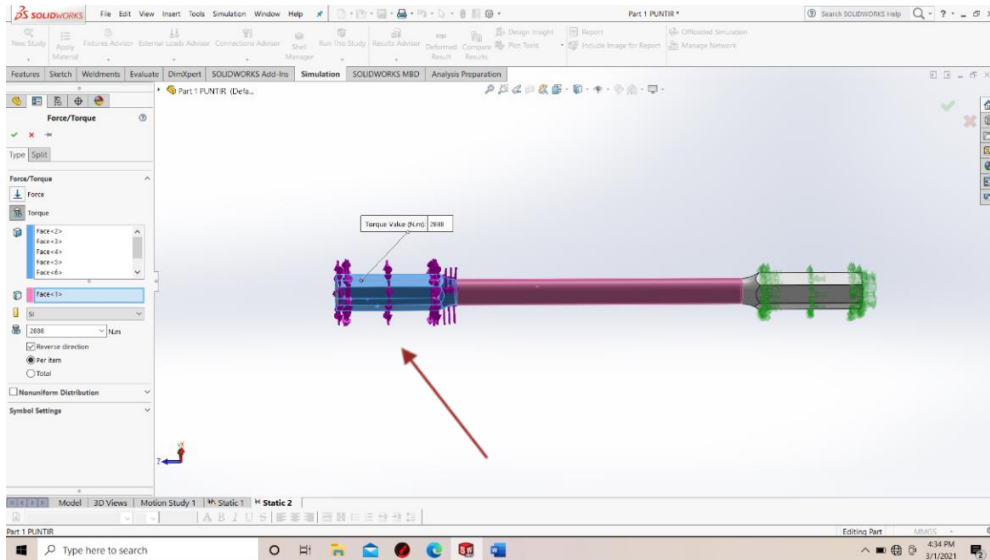 SOLIDWORKS File Edit View Insert Tools Simulation Window Help Part 1 PUNTIR * Search SOLIDWORKS Help
New Study Apply Material Fixtures Advisor External Loads Advisor Connections Advisor Shell Manager Run This Study Results Advisor Deformed Result Compare Results Design Insight Plot Tools Report Include Image for Report Offloaded Simulation Manage Network
Features Sketch Weldments Evaluate DimXpert SOLIDWORKS Add-Ins Simulation SOLIDWORKS MBD Analysis Preparation
Part 1 PUNTIR (Defa...
Force/Torque
Type Split
Force/Torque
Force
Torque
Face<2>
Face<3>
Face<4>
Face<5>
Face<6>
Face<1>
SI
N.m
Reverse direction
Per item
Total
Nonuniform Distribution
Symbol Settings
Torque Value (N.m):
Z
Model 3D Views Motion Study 1 Static 1 Static 2
Part 1 PUNTIR Editing Part MMGS
Type here to search
4:34 PM
3/1/2021